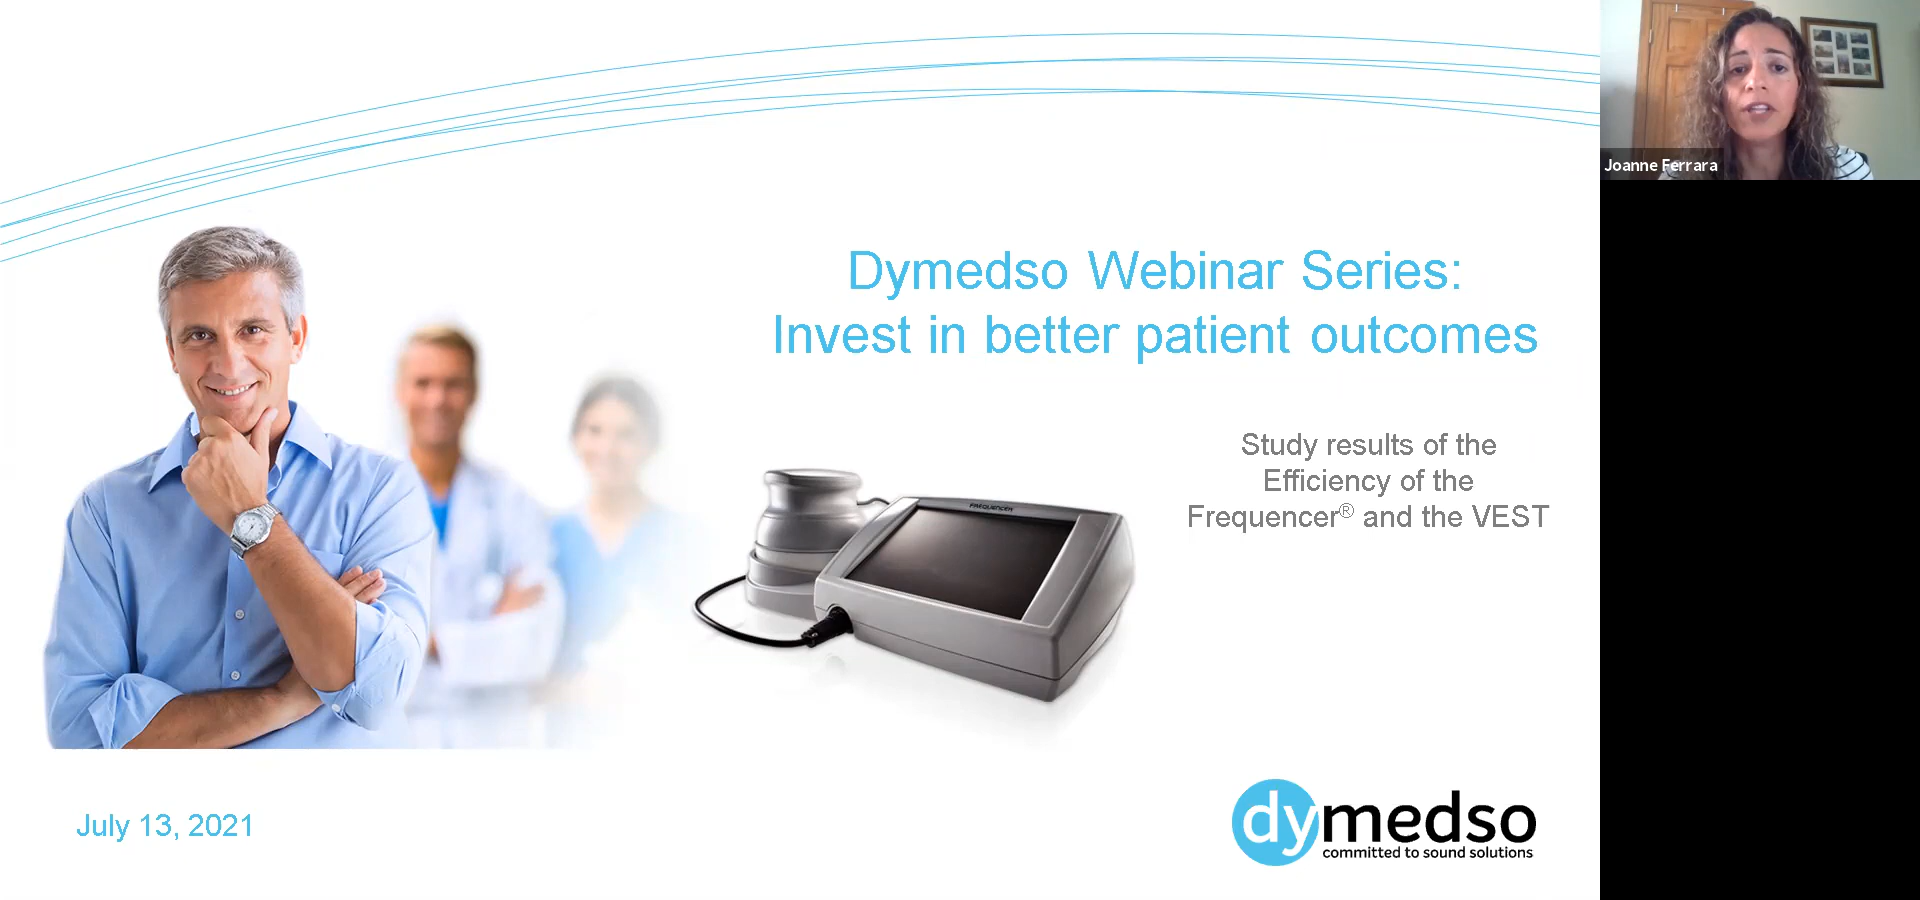 Joanne Ferrara
Dymedso Webinar Series:
Invest in better patient outcomes
Study results of the
Efficiency of the
Frequencer® and the VEST
FREQUENCER
July 13, 2021
dymedso
committed to sound solutions